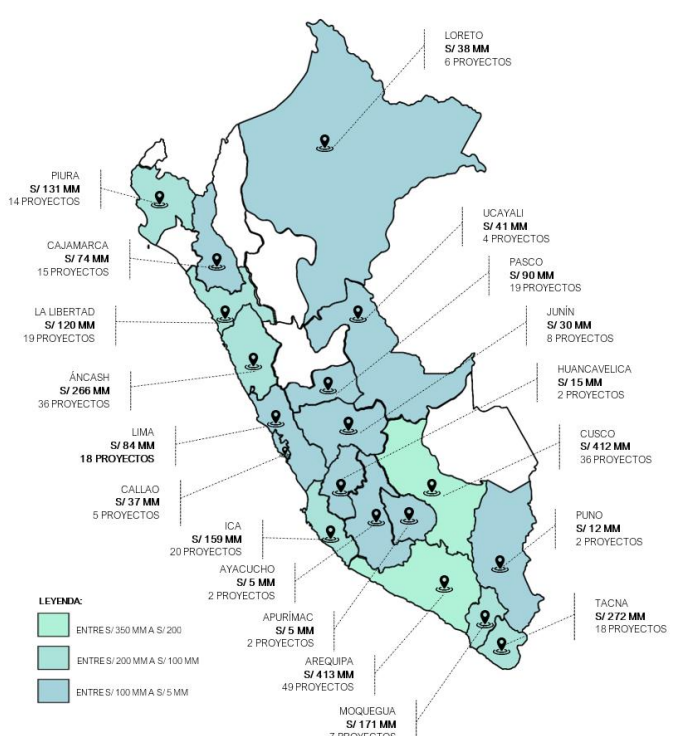 LORETO
S/ 38 MM
6 PROYECTOS
PIURA
S/ 131 MM
14 PROYECTOS
UCAYALI
S/ 41 MM
4 PROYECTOS
CAJAMARCA
S/ 74 MM
15 PROYECTOS
PASCO
S/ 90 MM
19 PROYECTOS
LA LIBERTAD
S/ 120 MM
19 PROYECTOS
JUNÍN
S/ 30 MM
8 PROYECTOS
ÁNCASH
S/ 266 MM
36 PROYECTOS
HUANCAVELICA
S/ 15 MM
2 PROYECTOS
LIMA
S/ 84 MM
18 PROYECTOS
CUSCO
S/ 412 MM
36 PROYECTOS
CALLAO
S/ 37 MM
5 PROYECTOS
ICA
S/ 159 MM
20 PROYECTOS
PUNO
S/ 12 MM
2 PROYECTOS
AYACUCHO
S/ 5 MM
2 PROYECTOS
TACNA
S/ 272 MM
18 PROYECTOS
APURÍMAC
S/ 5 MM
2 PROYECTOS
AREQUIPA
S/ 413 MM
49 PROYECTOS
MOQUEGUA
S/ 171 MM
7 PROYECTOS
LEYENDA:
ENTRE S/ 350 MM A S/ 200
ENTRE S/ 200 MM A S/ 100 MM
ENTRE S/ 100 MM A S/ 5 MM